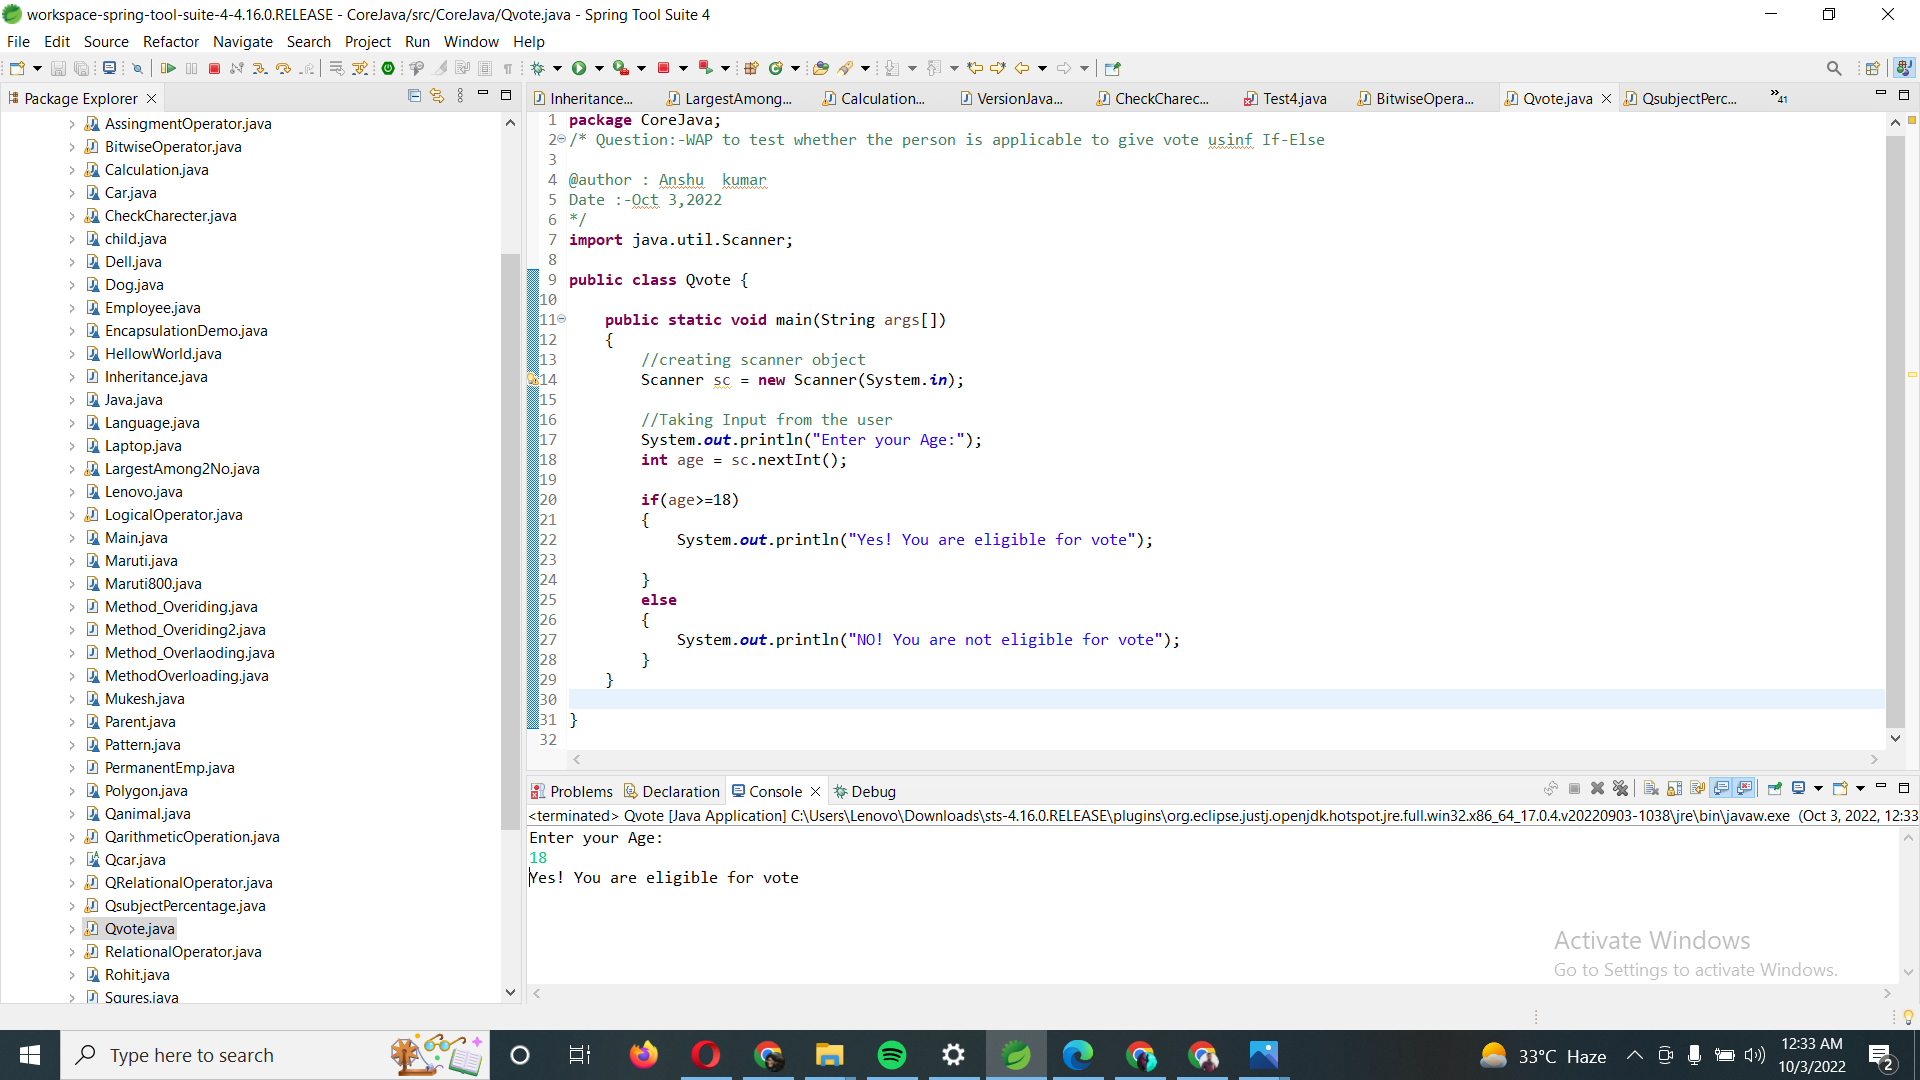 workspace-spring-tool-suite-4-4.16.0.RELEASE - CoreJava/src/CoreJava/Qvote.java - Spring Tool Suite 4
File Edit Source Refactor Navigate Search Project Run Window Help
Package Explorer
AssingmentOperator.java
BitwiseOperator.java
Calculation.java
Car.java
CheckCharecter.java
child.java
Dell.java
Dog.java
Employee.java
EncapsulationDemo.java
HellowWorld.java
Inheritance.java
Java.java
Language.java
Laptop.java
LargestAmong2No.java
Lenovo.java
LogicalOperator.java
Main.java
Maruti.java
Maruti800.java
Method_Overiding.java
Method_Overiding2.java
Method_Overlaoding.java
MethodOverloading.java
Mukesh.java
Parent.java
Pattern.java
PermanentEmp.java
Polygon.java
Qanimal.java
QarithmeticOperation.java
Qcar.java
QRelationalOperator.java
QsubjectPercentage.java
Qvote.java
RelationalOperator.java
Rohit.java
Squres.java
Inheritance... LargestAmong... Calculation... VersionJava... CheckCharec... Test4.java BitwiseOpera... Qvote.java QsubjectPerc... »41
1 package CoreJava;
2 /* Question:-WAP to test whether the person is applicable to give vote usinf If-Else
3
4 @author : Anshu  kumar
5 Date :-Oct 3,2022
6 */
7 import java.util.Scanner;
8
9 public class Qvote {
10
11 public static void main(String args[])
12 {
13 //creating scanner object
14 Scanner sc = new Scanner(System.in);
15
16 //Taking Input from the user
17 System.out.println("Enter your Age:");
18 int age = sc.nextInt();
19
20 if(age>=18)
21 {
22 System.out.println("Yes! You are eligible for vote");
23
24 }
25 else
26 {
27 System.out.println("NO! You are not eligible for vote");
28 }
29 }
30
31 }
32
Problems Declaration Console Debug
<terminated> Qvote [Java Application] C:\Users\Lenovo\Downloads\sts-4.16.0.RELEASE\plugins\org.eclipse.justj.openjdk.hotspot.jre.full.win32.x86_64_17.0.4.v20220903-1038\jre\bin\javaw.exe (Oct 3, 2022, 12:33
Enter your Age:
18
Yes! You are eligible for vote
Activate Windows
Go to Settings to activate Windows.
Type here to search
33°C Haze
12:33 AM
10/3/2022
2